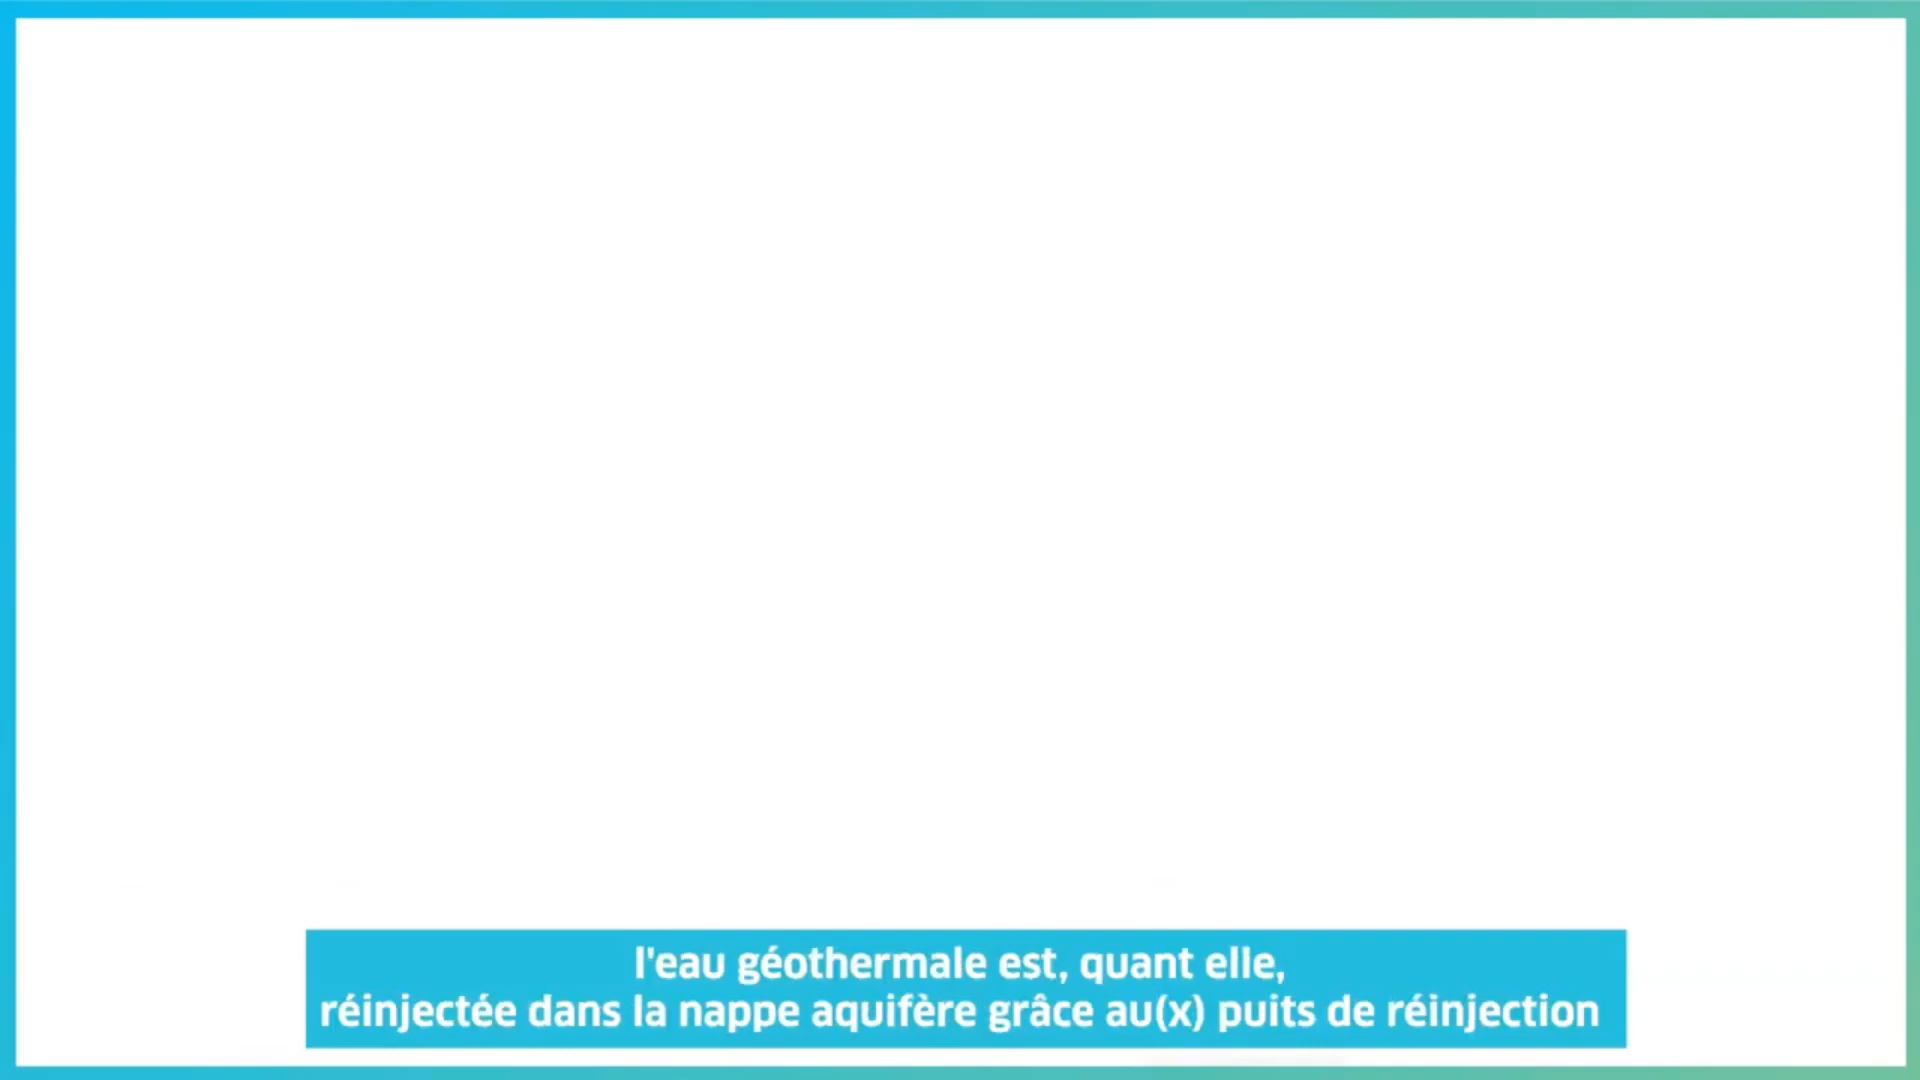 l'eau géothermale est, quant elle,
réinjectée dans la nappe aquifère grâce au(x) puits de réinjection